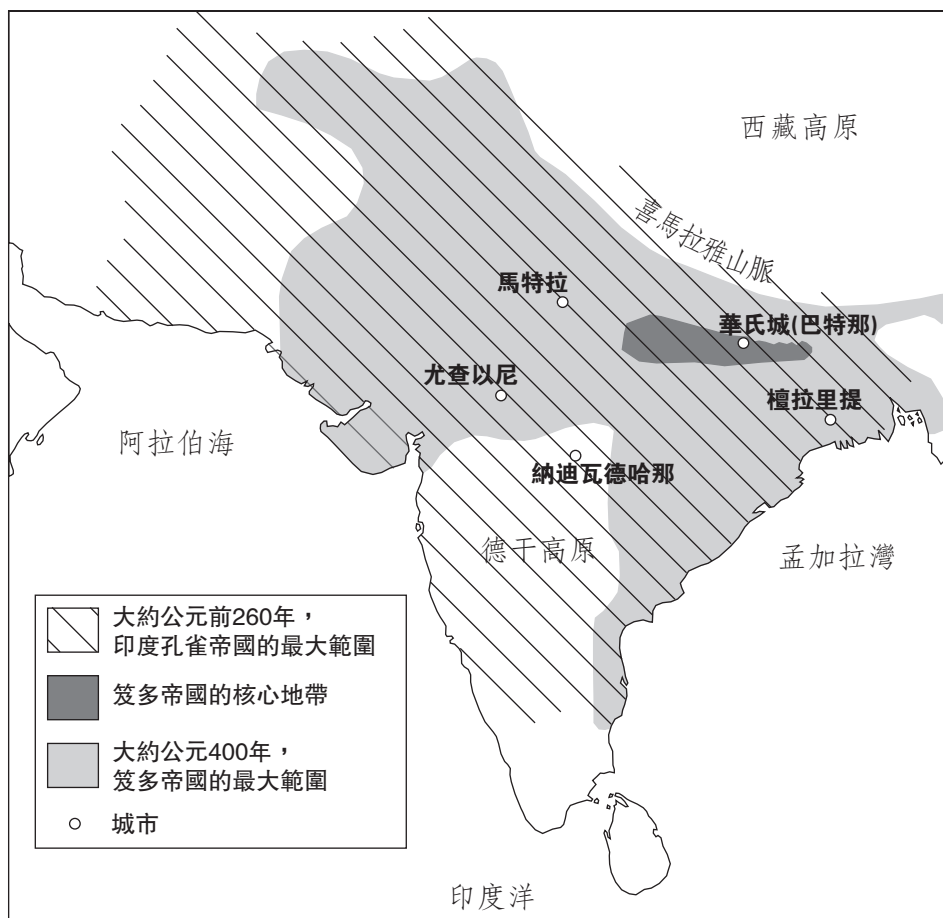 西藏高原
喜馬拉雅山脈
馬特拉
華氏城(巴特那)
尤查以尼
檀拉里提
阿拉伯海
納迪瓦德哈那
德干高原
孟加拉灣
大約公元前260年，
印度孔雀帝國的最大範圍
笈多帝國的核心地帶
大約公元400年，
笈多帝國的最大範圍
城市
印度洋